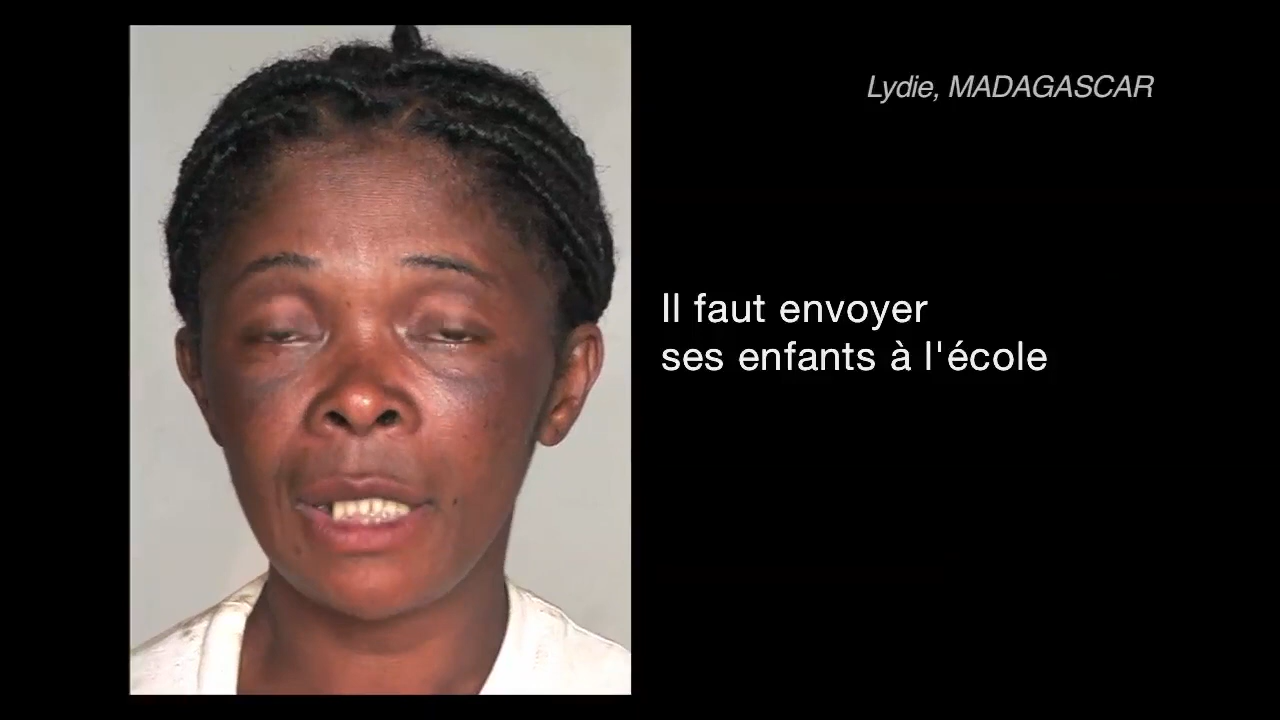 Lydie, MADAGASCAR
Il faut envoyer
ses enfants à l'école